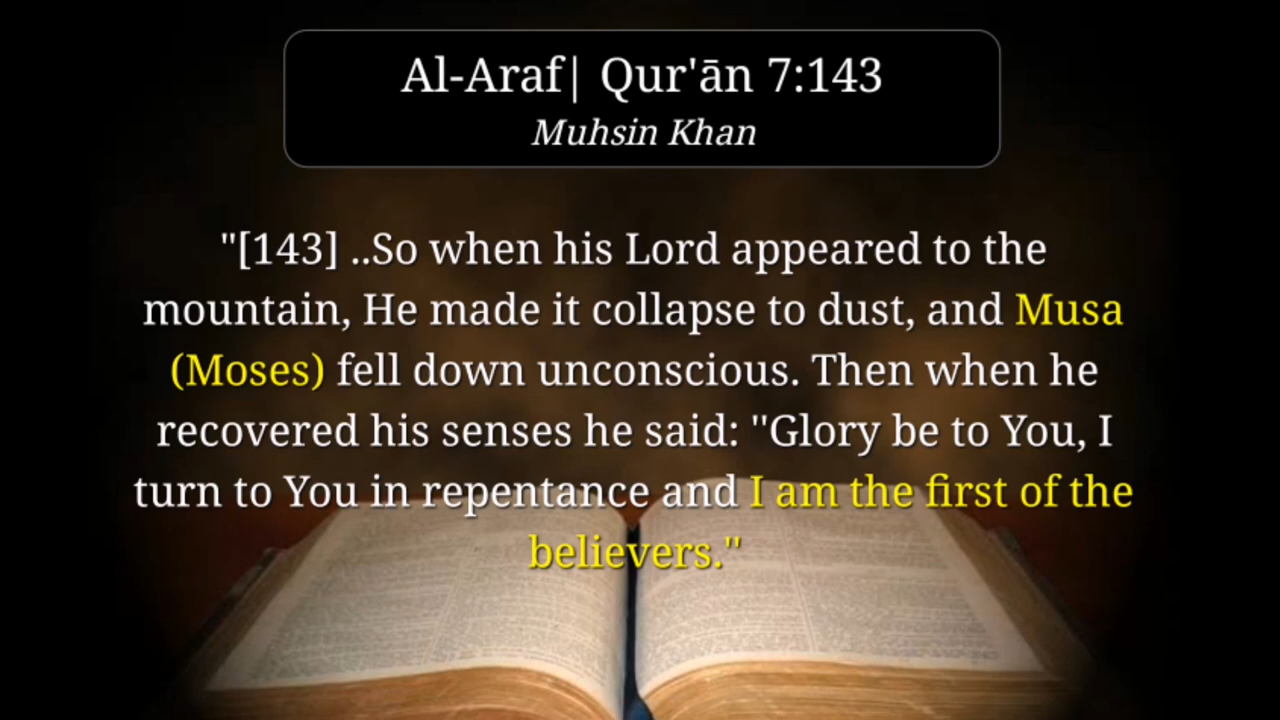 Al-Araf| Qur'ān 7:143
Muhsin Khan
"[143] ..So when his Lord appeared to the
mountain, He made it collapse to dust, and Musa
(Moses) fell down unconscious. Then when he
recovered his senses he said: "Glory be to You, I
turn to You in repentance and I am the first of the
believers."